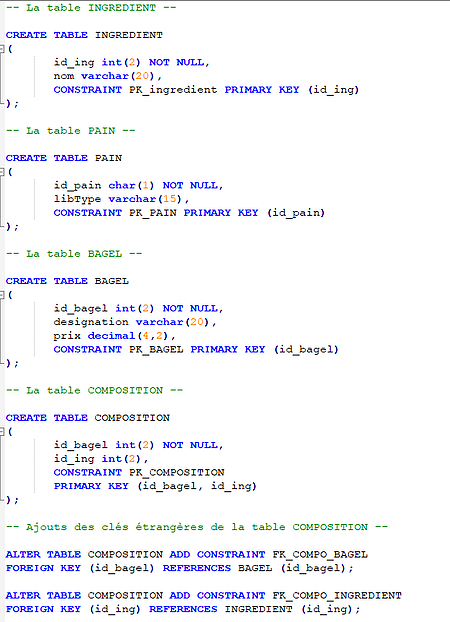 -- La table INGREDIENT --
CREATE TABLE INGREDIENT
(
id_ing int(2) NOT NULL,
nom varchar(20),
CONSTRAINT PK_ingredient PRIMARY KEY (id_ing)
);
-- La table PAIN --
CREATE TABLE PAIN
(
id_pain char(1) NOT NULL,
libType varchar(15),
CONSTRAINT PK_PAIN PRIMARY KEY (id_pain)
);
-- La table BAGEL --
CREATE TABLE BAGEL
(
id_bagel int(2) NOT NULL,
designation varchar(20),
prix decimal(4,2),
CONSTRAINT PK_BAGEL PRIMARY KEY (id_bagel)
);
-- La table COMPOSITION --
CREATE TABLE COMPOSITION
(
id_bagel int(2) NOT NULL,
id_ing int(2),
CONSTRAINT PK_COMPOSITION
PRIMARY KEY (id_bagel, id_ing)
);
-- Ajouts des clés étrangères de la table COMPOSITION --
ALTER TABLE COMPOSITION ADD CONSTRAINT FK_COMPO_BAGEL
FOREIGN KEY (id_bagel) REFERENCES BAGEL (id_bagel);
ALTER TABLE COMPOSITION ADD CONSTRAINT FK_COMPO_INGREDIENT
FOREIGN KEY (id_ing) REFERENCES INGREDIENT (id_ing);